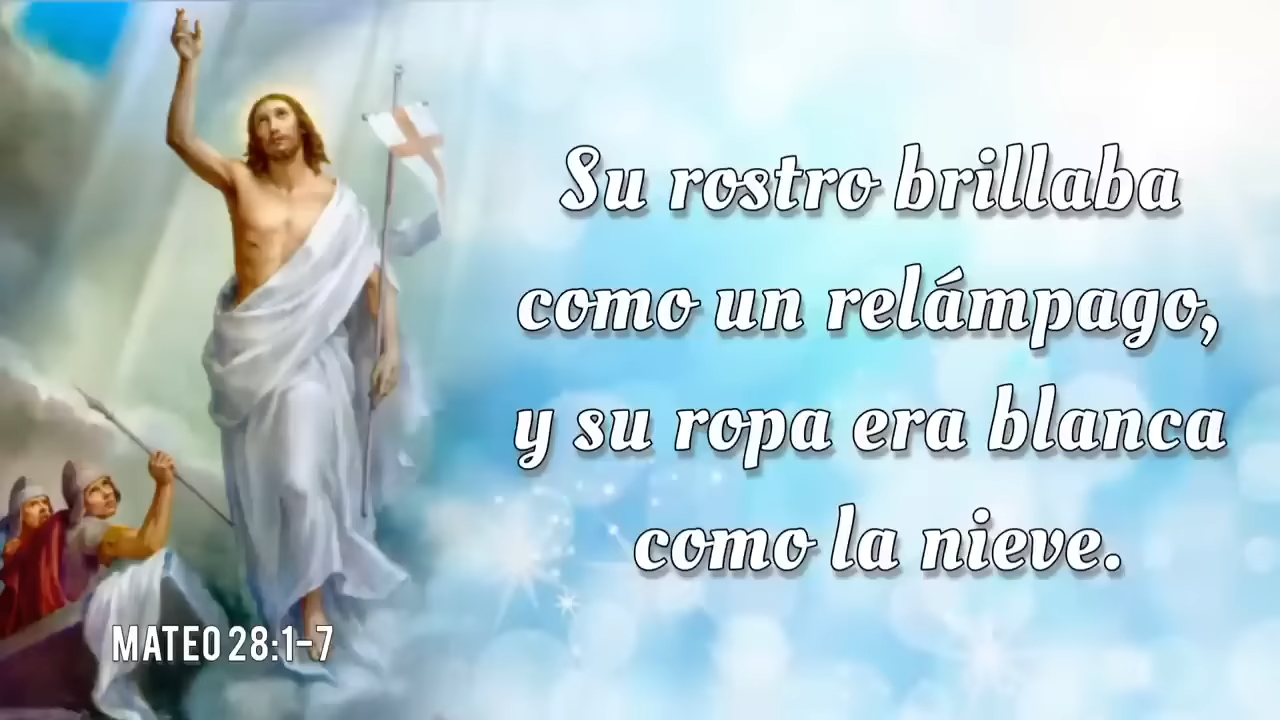 Su rostro brillaba
como un relámpago,
y su ropa era blanca
como la nieve.
MATEO 28:1-7